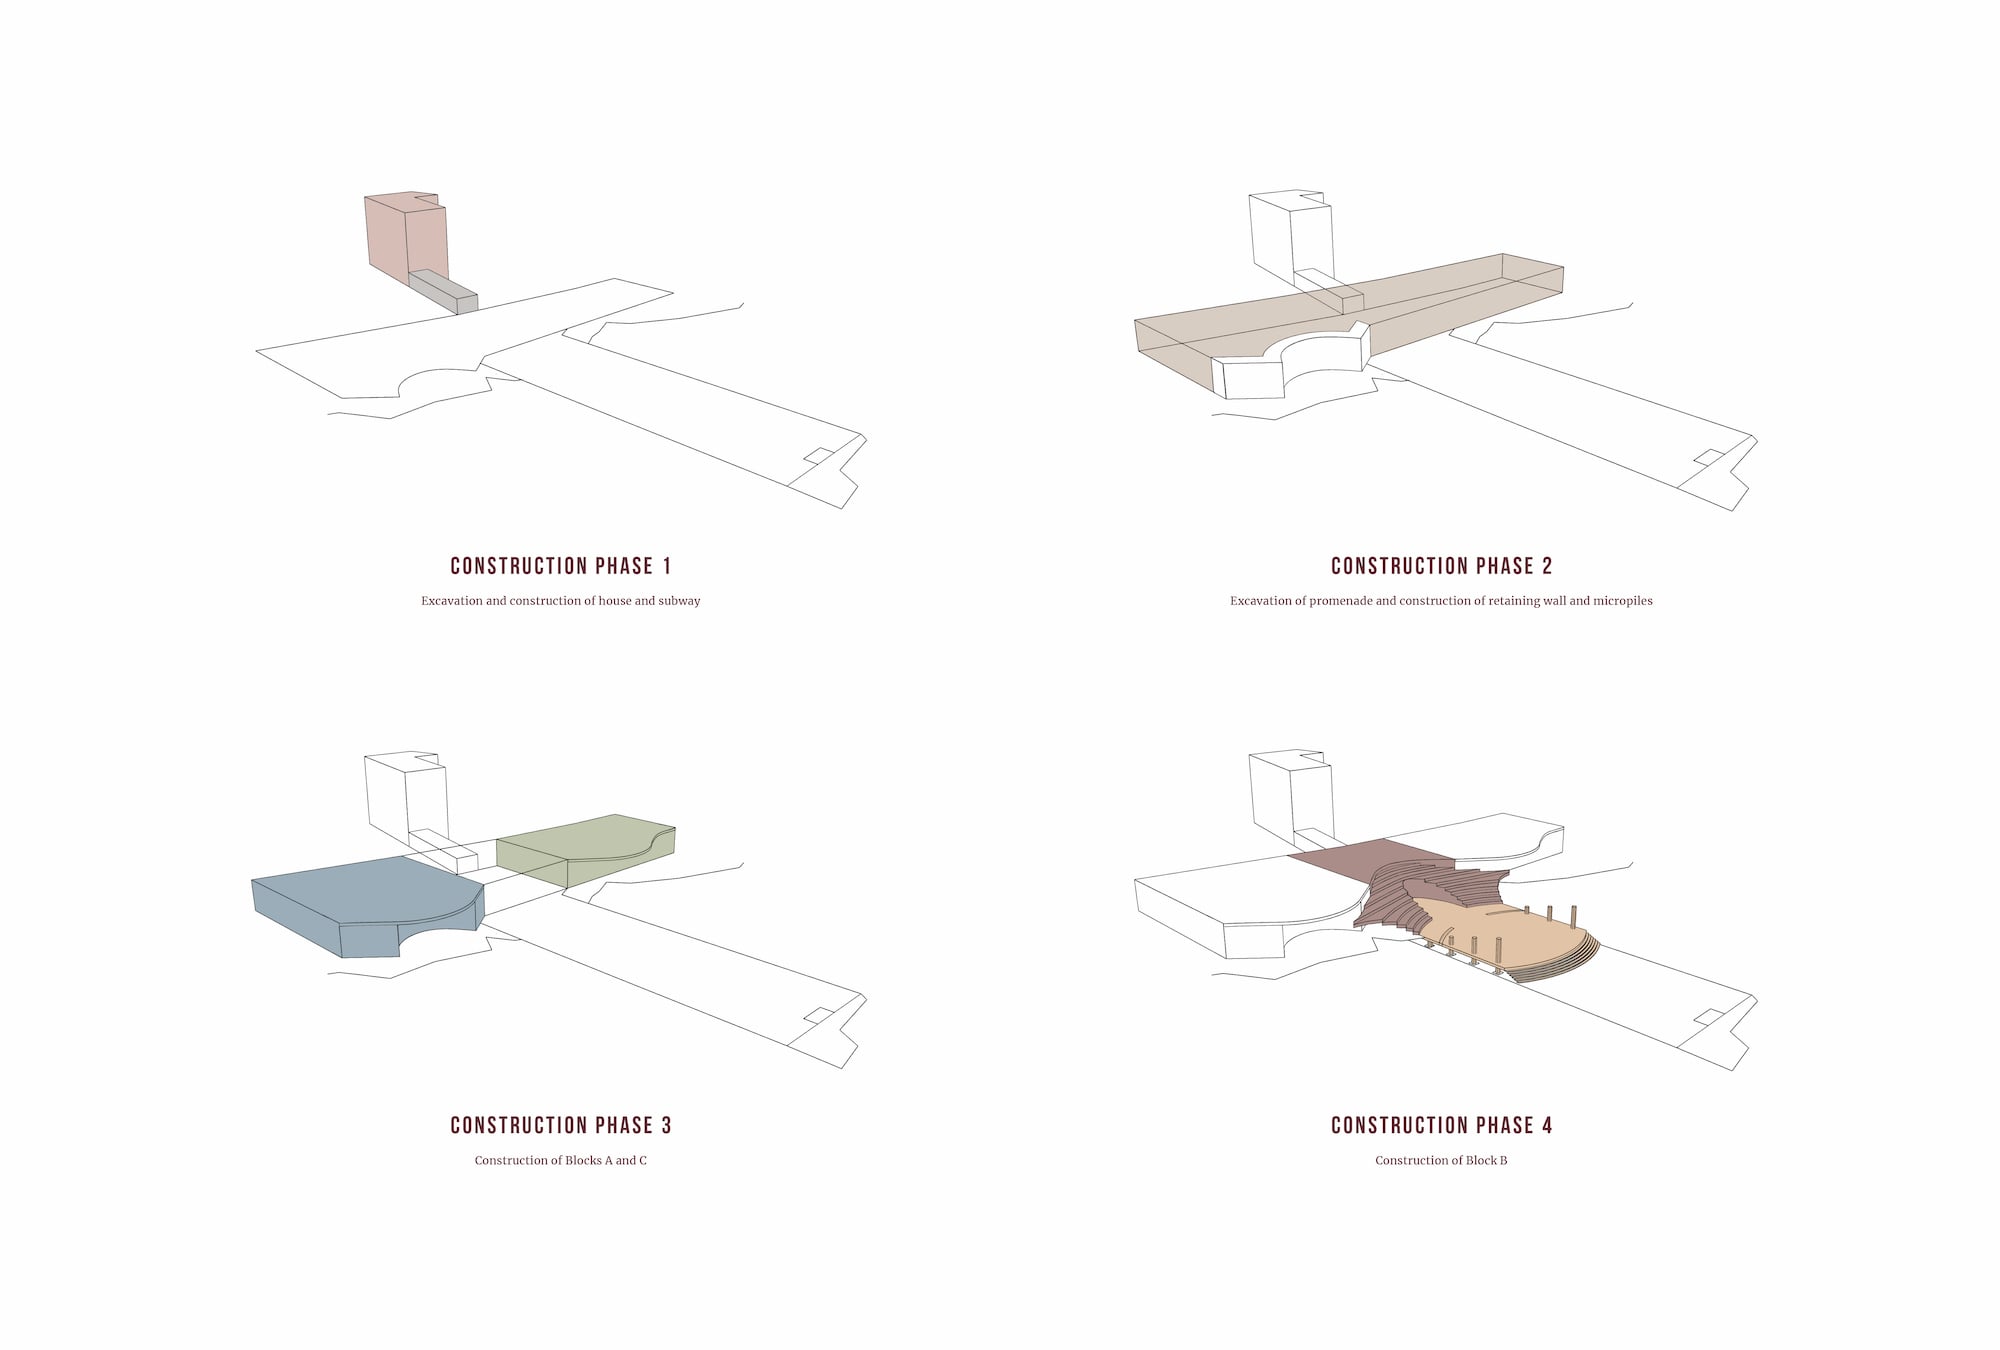 CONSTRUCTION PHASE 1
Excavation and construction of house and subway
CONSTRUCTION PHASE 2
Excavation of promenade and construction of retaining wall and micropiles
CONSTRUCTION PHASE 3
Construction of Blocks A and C
CONSTRUCTION PHASE 4
Construction of Block B